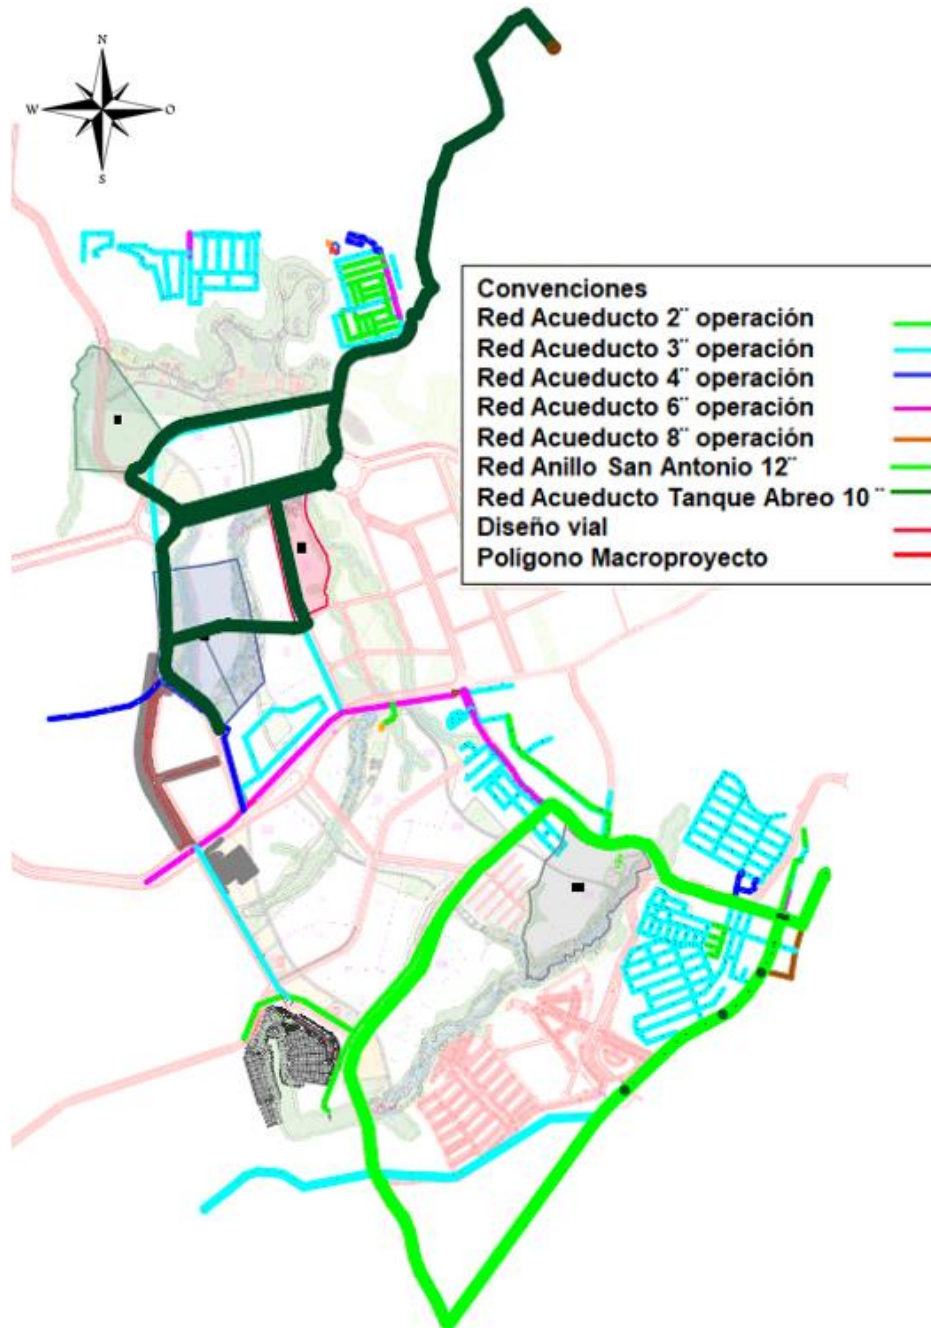 N
W O
S
Convenciones
Red Acueducto 2¨ operación
Red Acueducto 3¨ operación
Red Acueducto 4¨ operación
Red Acueducto 6¨ operación
Red Acueducto 8¨ operación
Red Anillo San Antonio 12¨
Red Acueducto Tanque Abreo 10 ¨
Diseño vial
Polígono Macroproyecto